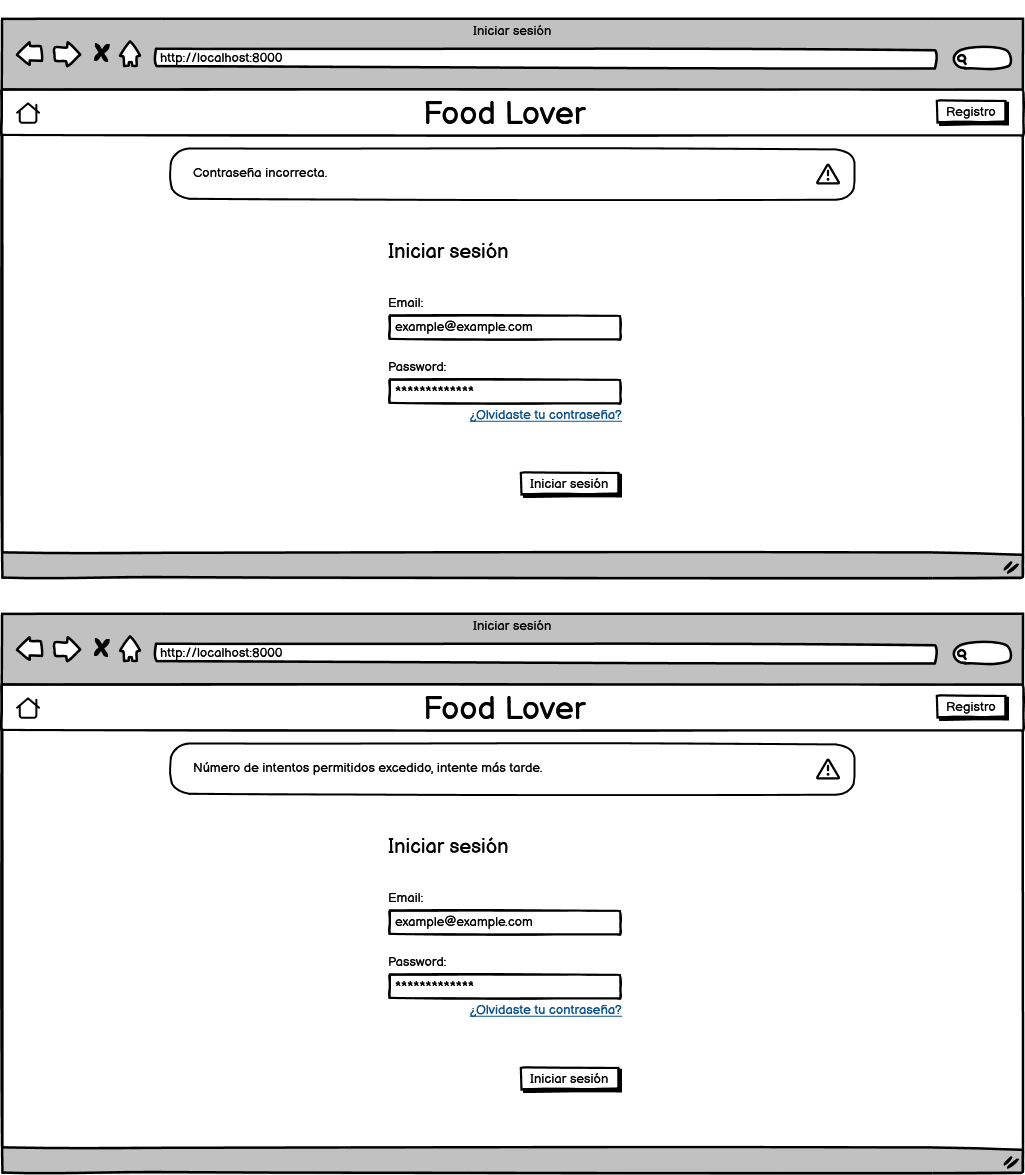 Iniciar sesión
http://localhost:8000
Food Lover
Registro
Contraseña incorrecta.
Iniciar sesión
Email:
example@example.com
Password:
*************
¿Olvidaste tu contraseña?
Iniciar sesión
Iniciar sesión
http://localhost:8000
Food Lover
Registro
Número de intentos permitidos excedido, intente más tarde.
Iniciar sesión
Email:
example@example.com
Password:
*************
¿Olvidaste tu contraseña?
Iniciar sesión